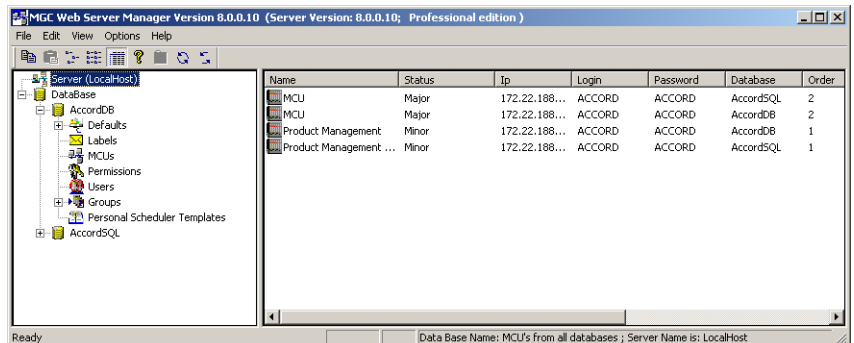 MGC Web Server Manager Version 8.0.0.10 (Server Version: 8.0.0.10; Professional edition )
File Edit View Options Help
Server (LocalHost)
DataBase
AccordDB
Defaults
Labels
MCUs
Permissions
Users
Groups
Personal Scheduler Templates
AccordSQL
Name Status Ip Login Password Database Order
MCU Major 172.22.188... ACCORD ACCORD AccordSQL 2
MCU Major 172.22.188... ACCORD ACCORD AccordDB 2
Product Management Minor 172.22.188... ACCORD ACCORD AccordDB 1
Product Management ... Minor 172.22.188... ACCORD ACCORD AccordSQL 1
Ready Data Base Name: MCU's from all databases ; Server Name is: LocalHost